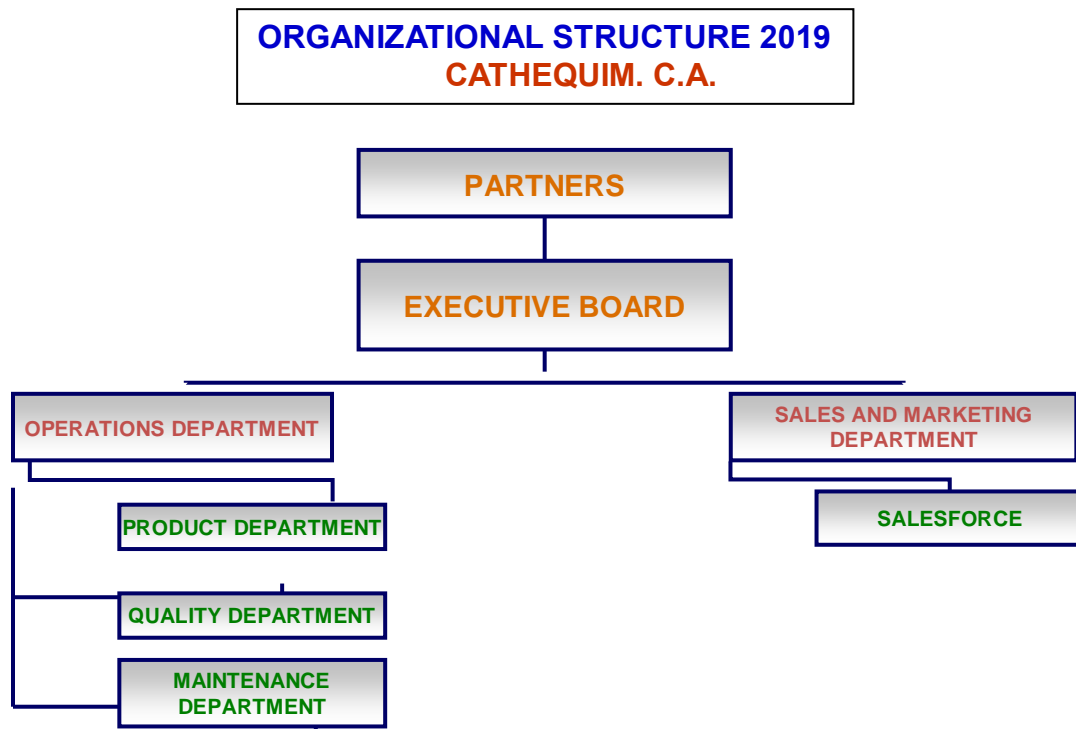 ORGANIZATIONAL STRUCTURE 2019
CATHEQUIM. C.A.
PARTNERS
EXECUTIVE BOARD
OPERATIONS DEPARTMENT
SALES AND MARKETING
DEPARTMENT
PRODUCT DEPARTMENT
SALESFORCE
QUALITY DEPARTMENT
MAINTENANCE
DEPARTMENT